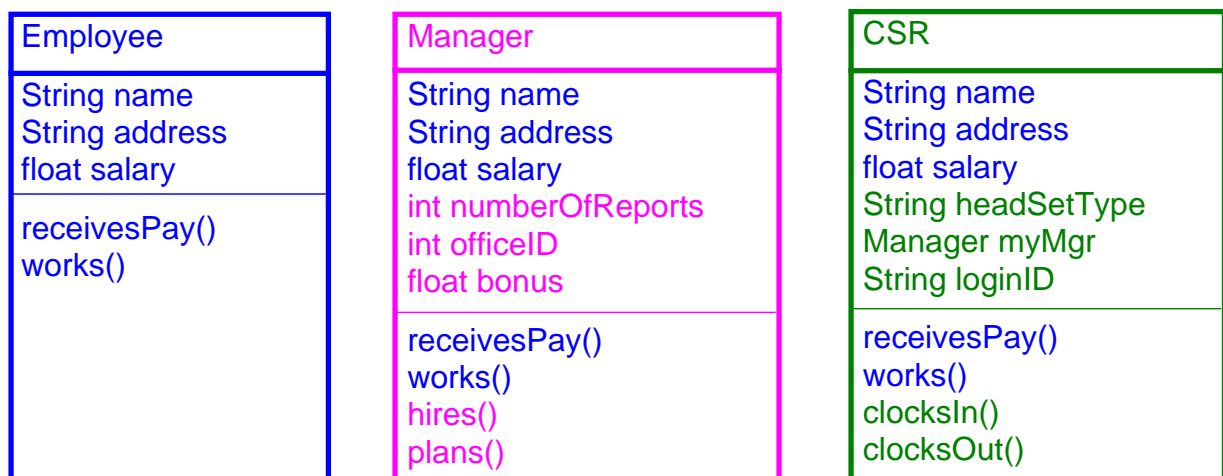 Employee
String name
String address
float salary
receivesPay()
works()
Manager
String name
String address
float salary
int numberOfReports
int officeID
float bonus
receivesPay()
works()
hires()
plans()
CSR
String name
String address
float salary
String headSetType
Manager myMgr
String loginID
receivesPay()
works()
clocksIn()
clocksOut()